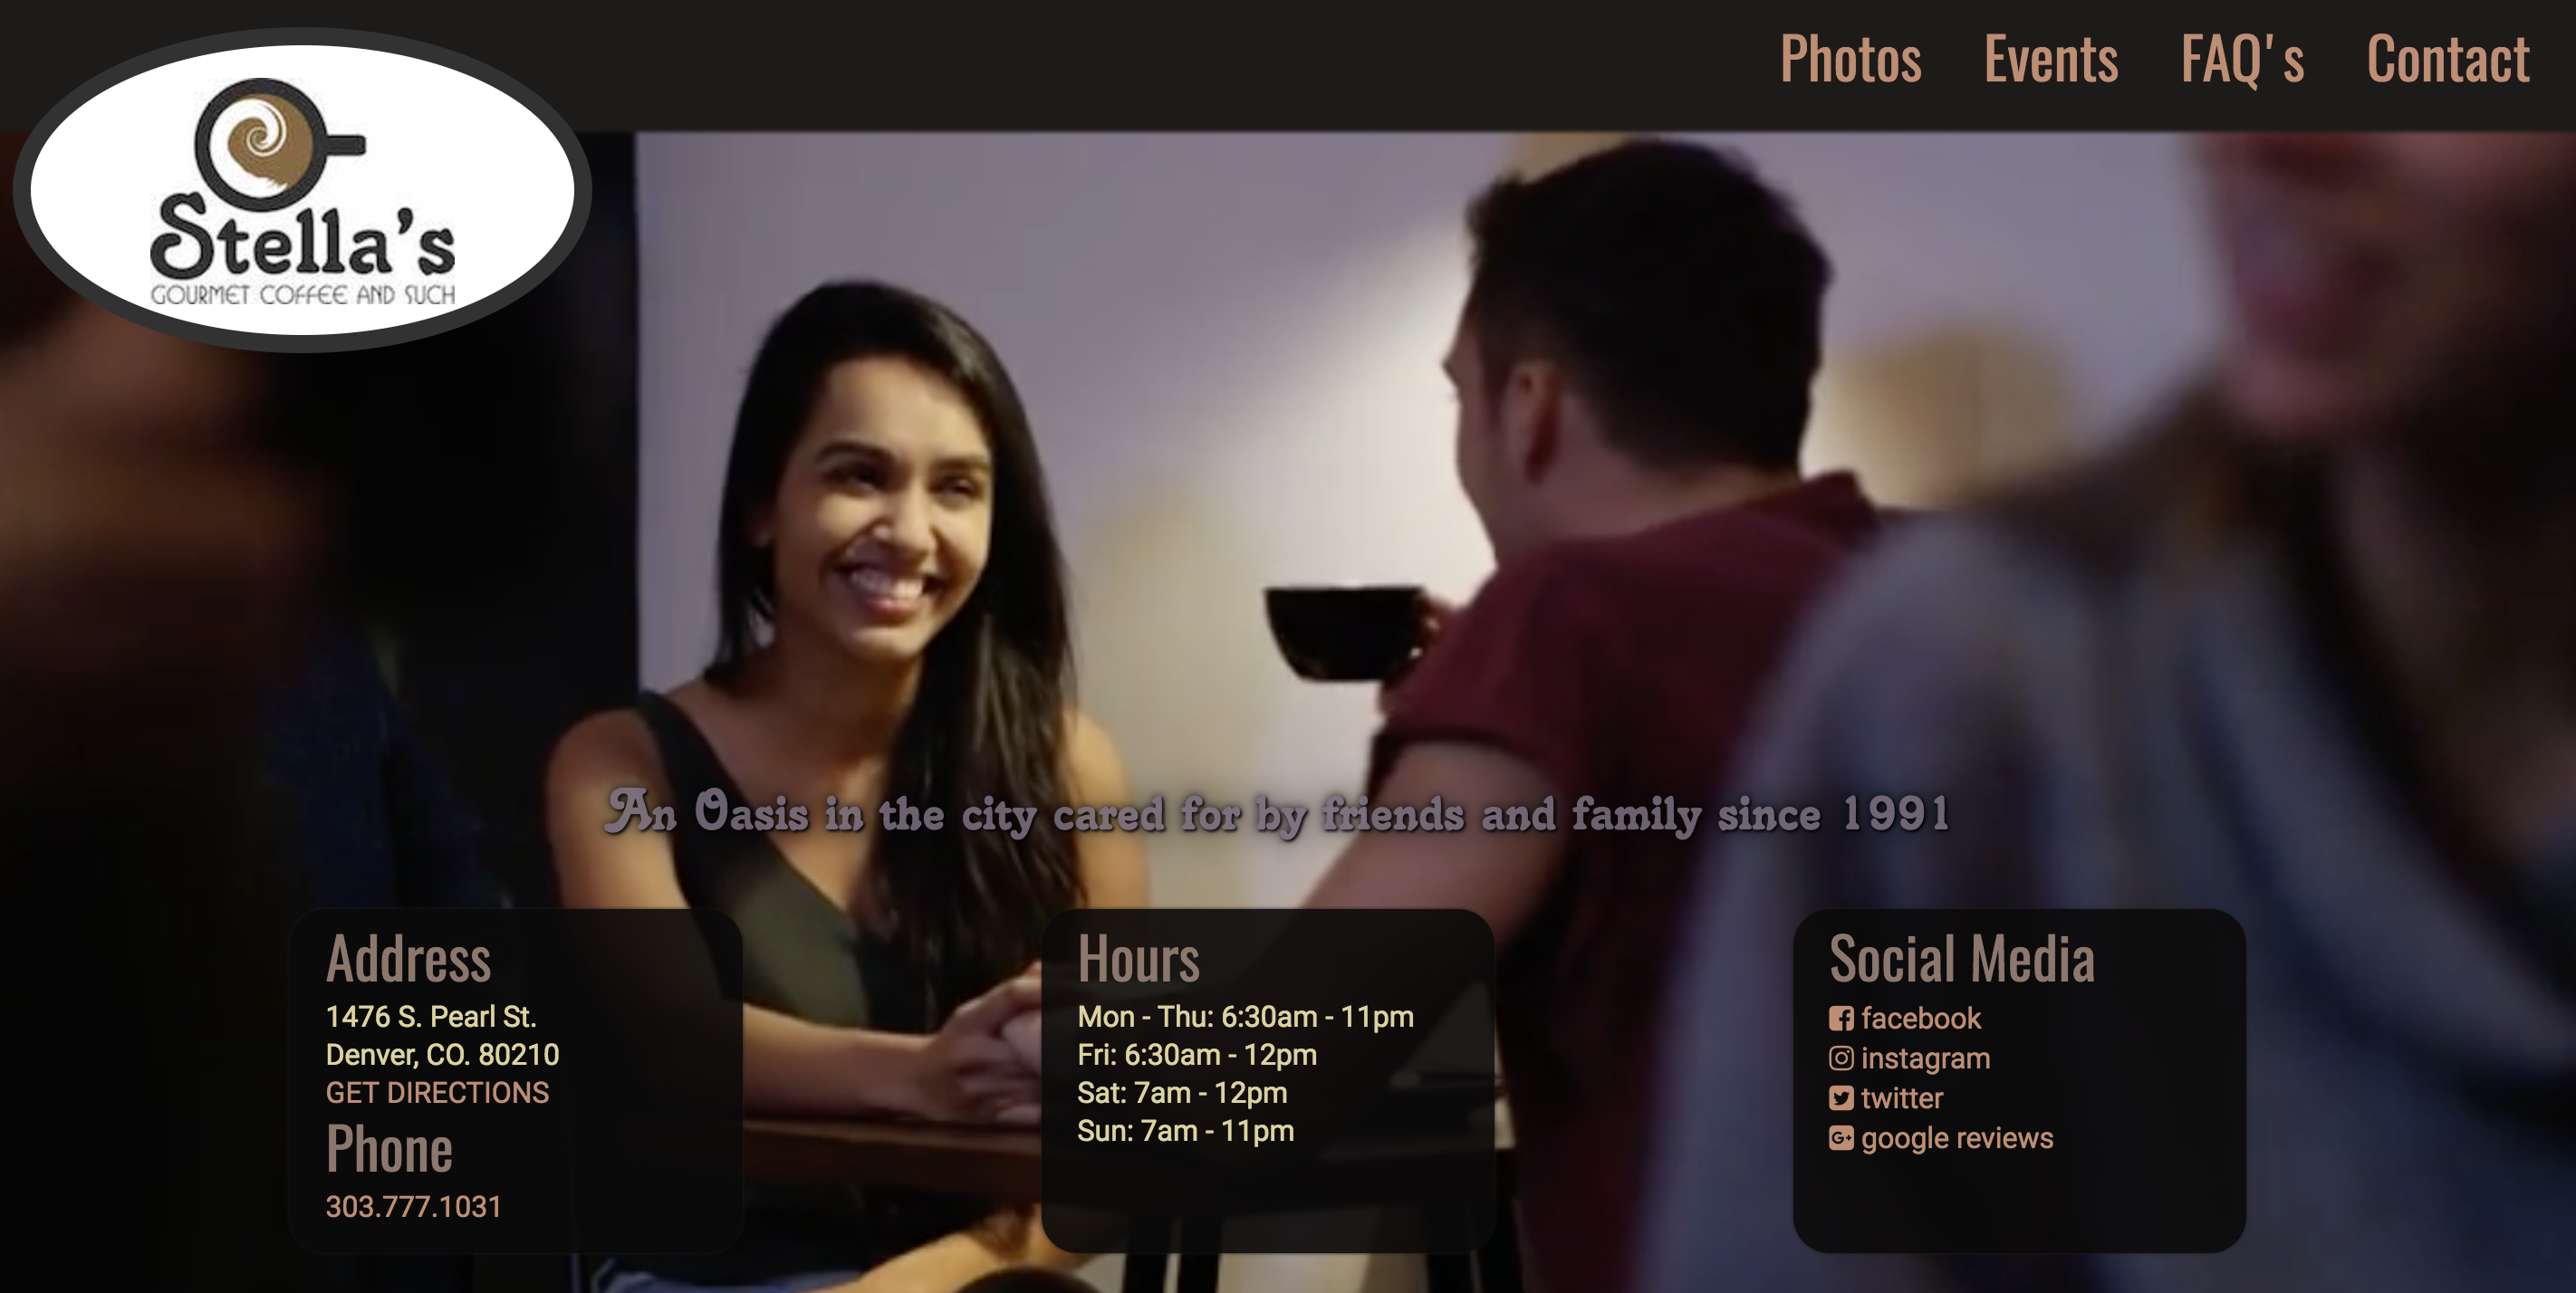 Photos Events FAQ's Contact
Stella's
GOURMET COFFEE AND SUCH
An Oasis in the city cared for by friends and family since 1991
Address
1476 S. Pearl St.
Denver, CO. 80210
GET DIRECTIONS
Phone
303.777.1031
Hours
Mon - Thu: 6:30am - 11pm
Fri: 6:30am - 12pm
Sat: 7am - 12pm
Sun: 7am - 11pm
Social Media
facebook
instagram
twitter
G+ google reviews